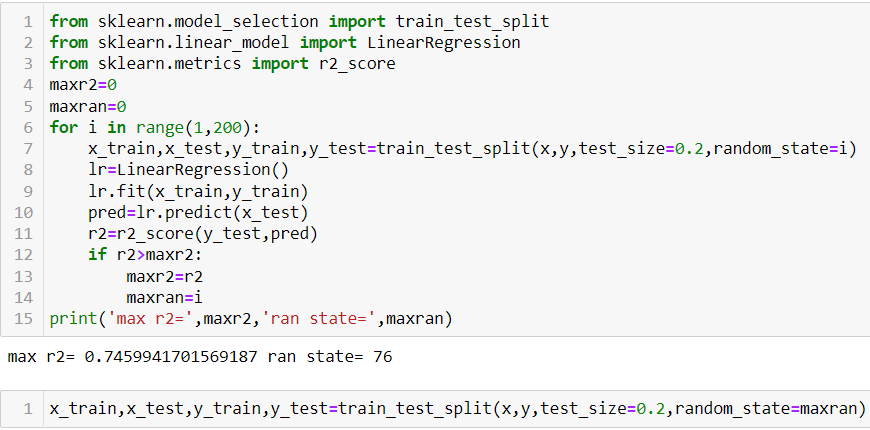 1 from sklearn.model_selection import train_test_split
2 from sklearn.linear_model import LinearRegression
3 from sklearn.metrics import r2_score
4 maxr2=0
5 maxran=0
6 for i in range(1,200):
7     x_train,x_test,y_train,y_test=train_test_split(x,y,test_size=0.2,random_state=i)
8     lr=LinearRegression()
9     lr.fit(x_train,y_train)
10     pred=lr.predict(x_test)
11     r2=r2_score(y_test,pred)
12     if r2>maxr2:
13         maxr2=r2
14         maxran=i
15 print('max r2=',maxr2,'ran state=',maxran)
max r2= 0.7459941701569187 ran state= 76
1 x_train,x_test,y_train,y_test=train_test_split(x,y,test_size=0.2,random_state=maxran)